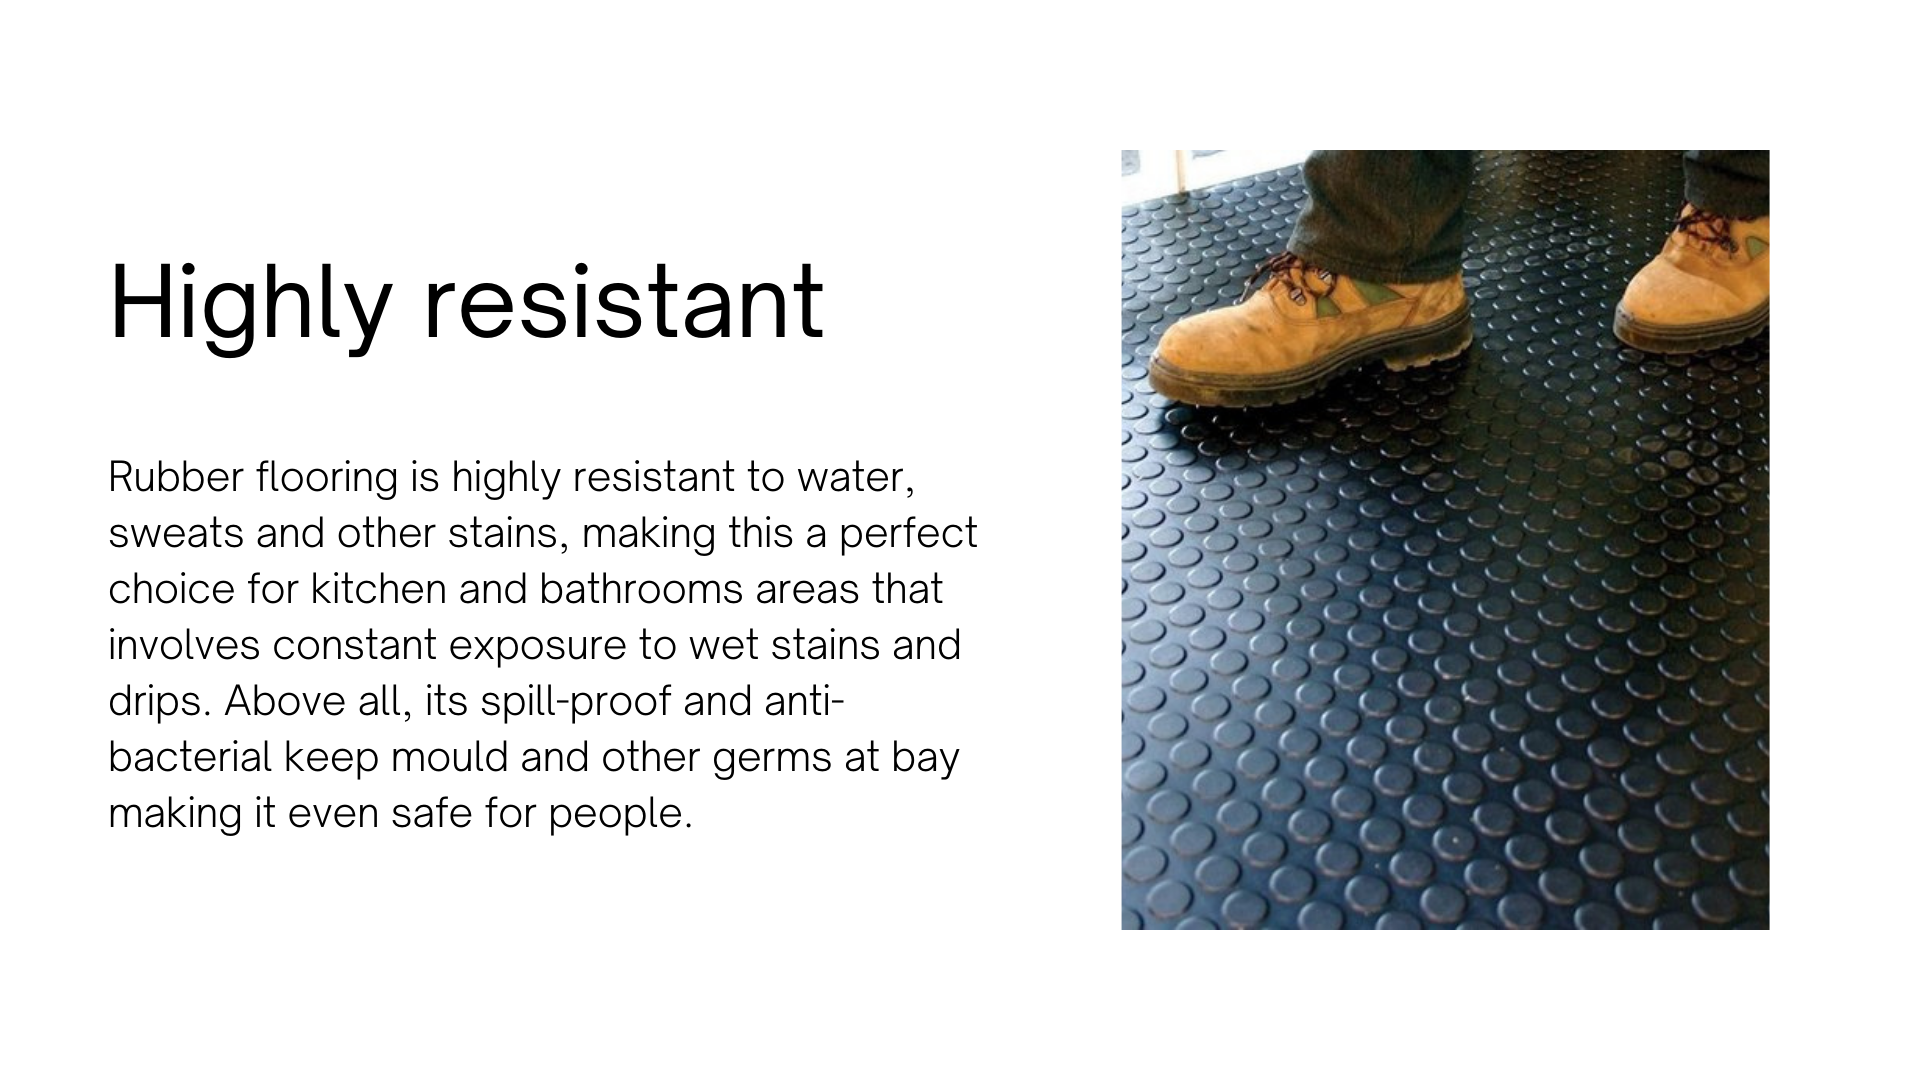 Highly resistant
Rubber flooring is highly resistant to water,
sweats and other stains, making this a perfect
choice for kitchen and bathrooms areas that
involves constant exposure to wet stains and
drips. Above all, its spill-proof and anti-
bacterial keep mould and other germs at bay
making it even safe for people.